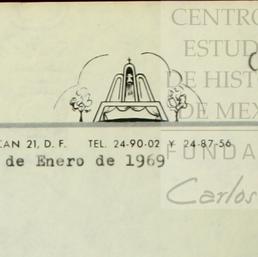 CENTRO
ESTUD
DE HIST
DE MEX
FUNDA
Carlos
CAN 21, D. F. TEL. 24-90-02 Y 24-87-56
de Enero de 1969